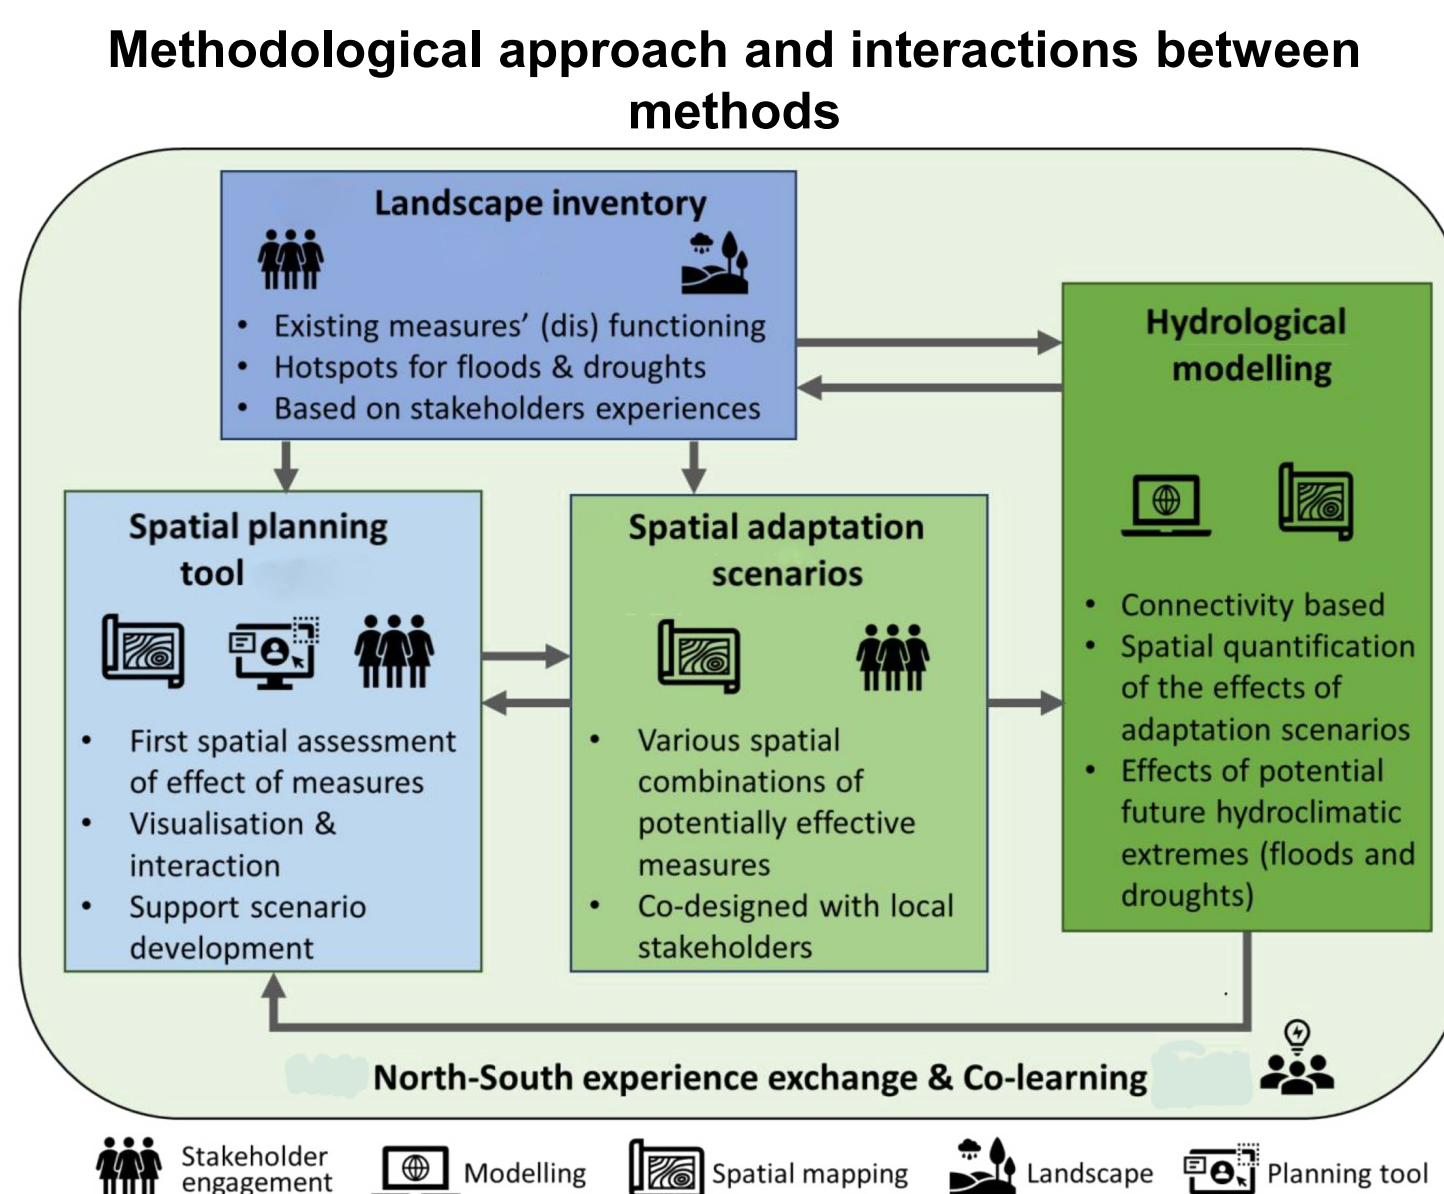 Methodological approach and interactions between
methods
Landscape inventory
• Existing measures’ (dis) functioning
• Hotspots for floods & droughts
• Based on stakeholders experiences
Hydrological
modelling
• Connectivity based
• Spatial quantification
of the effects of
adaptation scenarios
• Effects of potential
future hydroclimatic
extremes (floods and
droughts)
Spatial planning
tool
• First spatial assessment
of effect of measures
• Visualisation &
interaction
• Support scenario
development
Spatial adaptation
scenarios
• Various spatial
combinations of
potentially effective
measures
• Co-designed with local
stakeholders
North-South experience exchange & Co-learning
Stakeholder
engagement
Modelling
Spatial mapping
Landscape
Planning tool